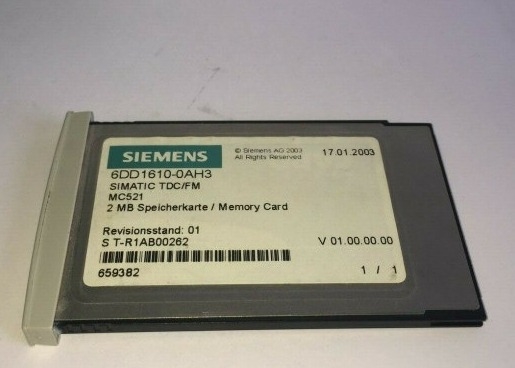 SIEMENS
© Siemens AG 2003
All Rights Reserved
17.01.2003
6DD1610-0AH3
SIMATIC TDC/FM
MC521
2 MB Speicherkarte / Memory Card
Revisionsstand: 01
S T-R1AB00262
V 01.00.00.00
659382
1 / 1